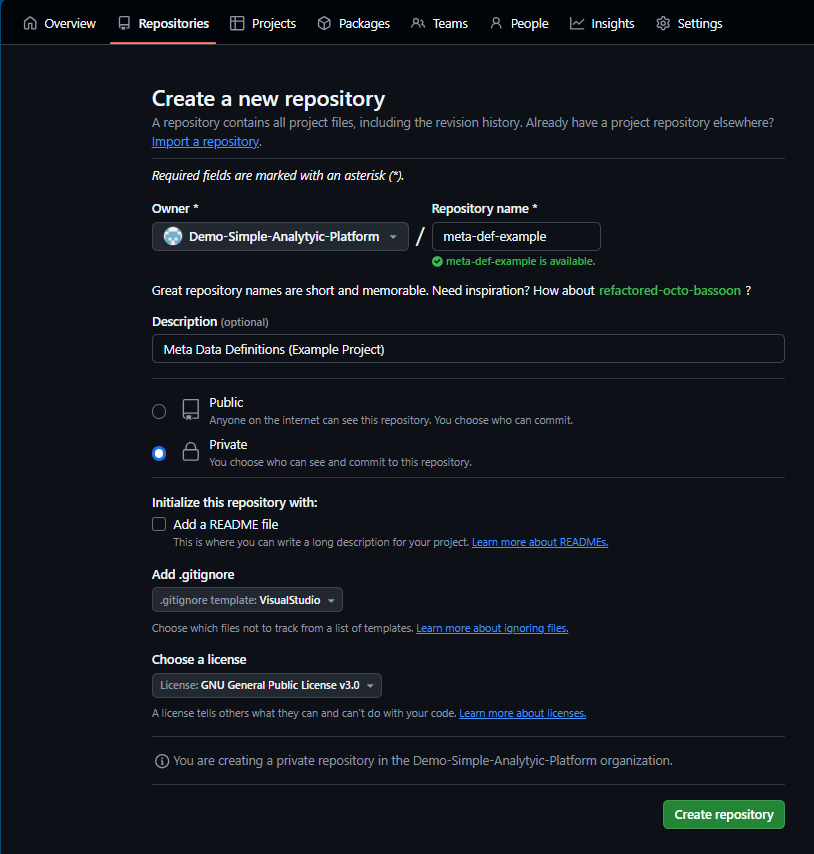 Overview Repositories Projects Packages Teams People Insights Settings
Create a new repository
A repository contains all project files, including the revision history. Already have a project repository elsewhere?
Import a repository.
Required fields are marked with an asterisk (*).
Owner * Repository name *
Demo-Simple-Analytyic-Platform / meta-def-example
meta-def-example is available.
Great repository names are short and memorable. Need inspiration? How about refactored-octo-bassoon ?
Description (optional)
Meta Data Definitions (Example Project)
Public
Anyone on the internet can see this repository. You choose who can commit.
Private
You choose who can see and commit to this repository.
Initialize this repository with:
Add a README file
This is where you can write a long description for your project. Learn more about READMEs.
Add .gitignore
.gitignore template: VisualStudio
Choose which files not to track from a list of templates. Learn more about ignoring files.
Choose a license
License: GNU General Public License v3.0
A license tells others what they can and can't do with your code. Learn more about licenses.
You are creating a private repository in the Demo-Simple-Analytyic-Platform organization.
Create repository